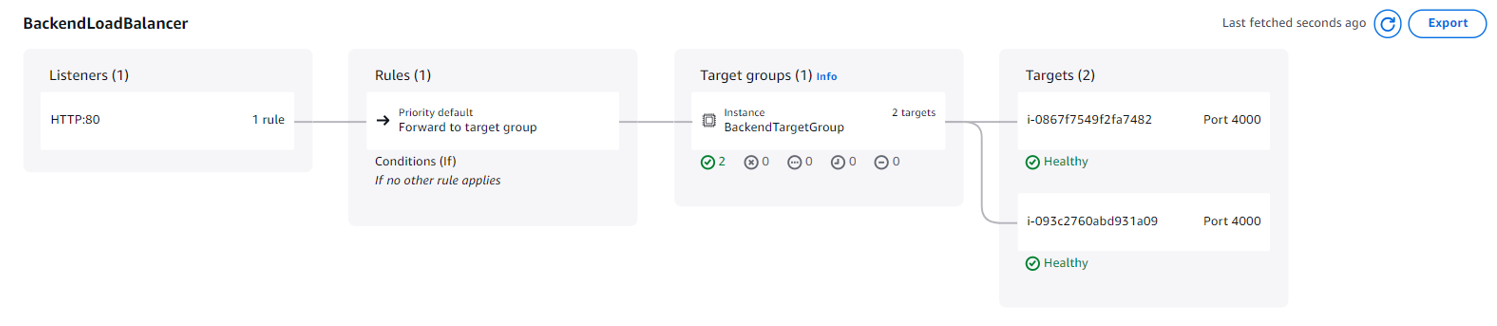 BackendLoadBalancer
Last fetched seconds ago
Export
Listeners (1)
HTTP:80 1 rule
Rules (1)
Priority default
Forward to target group
Conditions (If)
If no other rule applies
Target groups (1) Info
Instance 2 targets
BackendTargetGroup
2 0 0 0 0
Targets (2)
i-0867f7549f2fa7482 Port 4000
Healthy
i-093c2760abd931a09 Port 4000
Healthy